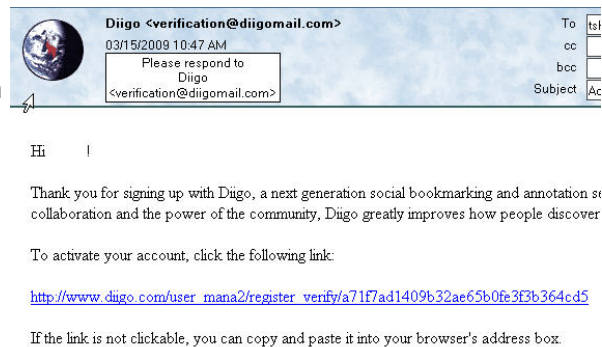 Diigo <verification@diigomail.com>
03/15/2009 10:47 AM
Please respond to
Diigo
<verification@diigomail.com>
To
cc
bcc
Subject
Hi !
Thank you for signing up with Diigo, a next generation social bookmarking and annotation
collaboration and the power of the community, Diigo greatly improves how people discover
To activate your account, click the following link:
http://www.diigo.com/user_mana2/register_verify/a71f7ad1409b32ae65b0fe3f3b364cd5
If the link is not clickable, you can copy and paste it into your browser's address box.